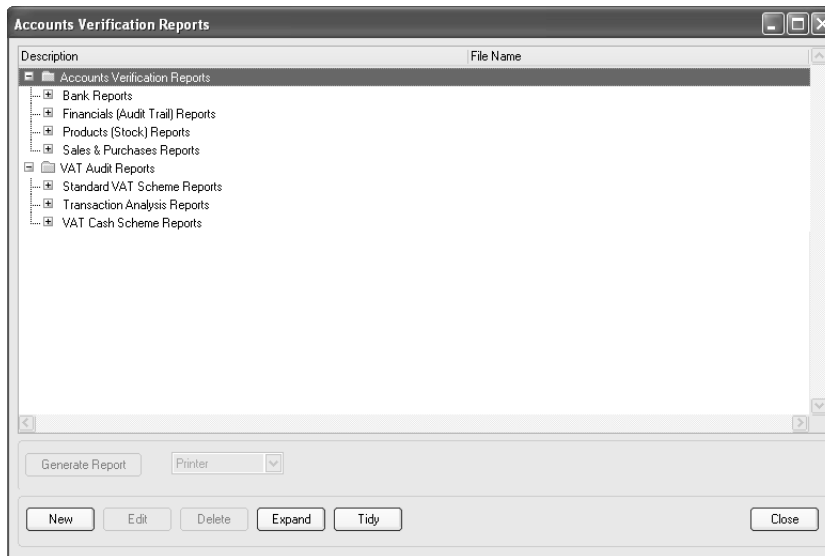 Accounts Verification Reports
Description File Name
Accounts Verification Reports
Bank Reports
Financials (Audit Trail) Reports
Products (Stock) Reports
Sales & Purchases Reports
VAT Audit Reports
Standard VAT Scheme Reports
Transaction Analysis Reports
VAT Cash Scheme Reports
Generate Report Printer
New Edit Delete Expand Tidy Close